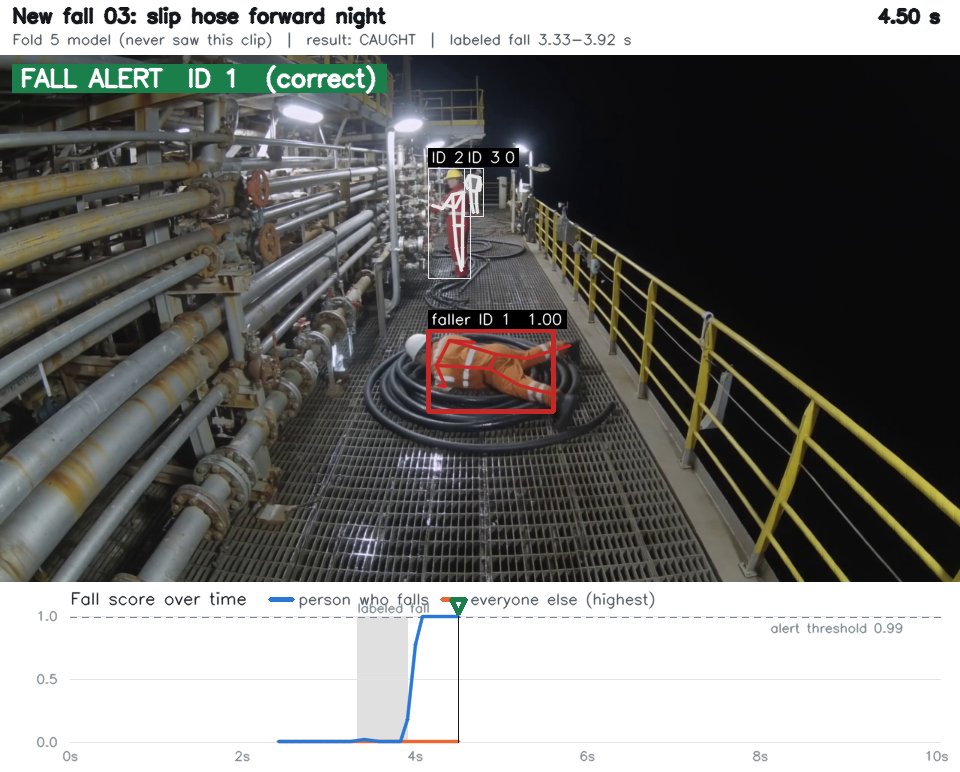 New fall 03: slip hose forward night
4.50 s
Fold 5 model (never saw this clip)  |  result: CAUGHT  |  labeled fall 3.33–3.92 s
FALL ALERT  ID 1  (correct)
ID 2 ID 3 0
faller ID 1  1.00
Fall score over time
person who falls
everyone else (highest)
labeled fall
1.0
alert threshold 0.99
0.5
0.0
0s 2s 4s 6s 8s 10s